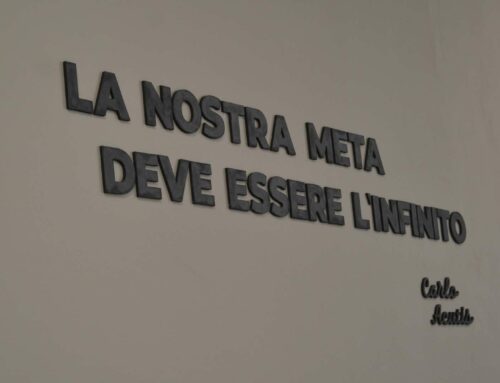 LA NOSTRA META
DEVE ESSERE L'INFINITO
Carlo
Acutis